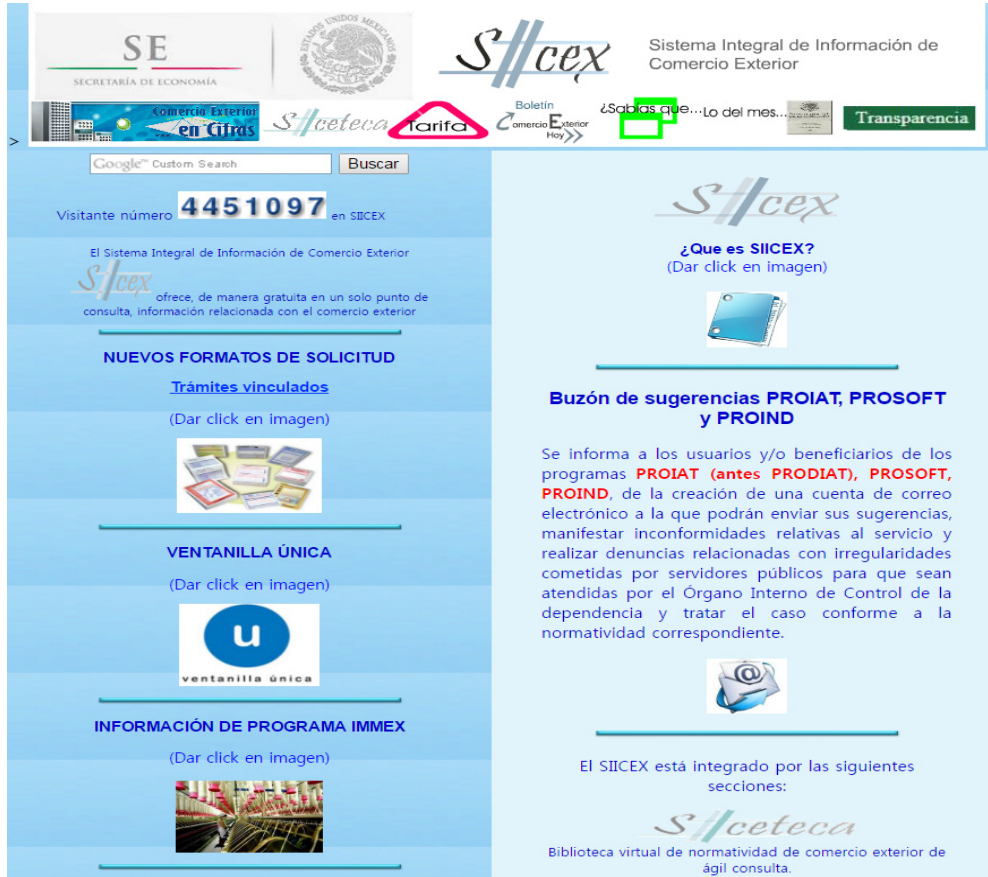 SE
SECRETARÍA DE ECONOMÍA
ESTADOS UNIDOS MEXICANOS
SIicex
Sistema Integral de Información de
Comercio Exterior
Comercio Exterior
... en Cifras
SIiceteca
Tarifa
Boletín
Comercio Exterior
Hoy
¿Sabías que...
Lo del mes...
Transparencia
>
Google™ Custom Search
Buscar
Visitante número 4451097 en SIICEX
El Sistema Integral de Información de Comercio Exterior
SIicex ofrece, de manera gratuita en un solo punto de
consulta, información relacionada con el comercio exterior
NUEVOS FORMATOS DE SOLICITUD
Trámites vinculados
(Dar click en imagen)
VENTANILLA ÚNICA
(Dar click en imagen)
u
ventanilla única
INFORMACIÓN DE PROGRAMA IMMEX
(Dar click en imagen)
SIicex
¿Que es SIICEX?
(Dar click en imagen)
Buzón de sugerencias PROIAT, PROSOFT
y PROIND
Se informa a los usuarios y/o beneficiarios de los
programas PROIAT (antes PRODIAT), PROSOFT,
PROIND, de la creación de una cuenta de correo
electrónico a la que podrán enviar sus sugerencias,
manifestar inconformidades relativas al servicio y
realizar denuncias relacionadas con irregularidades
cometidas por servidores públicos para que sean
atendidas por el Órgano Interno de Control de la
dependencia y tratar el caso conforme a la
normatividad correspondiente.
@
El SIICEX está integrado por las siguientes
secciones:
SIiceteca
Biblioteca virtual de normatividad de comercio exterior de
ágil consulta.